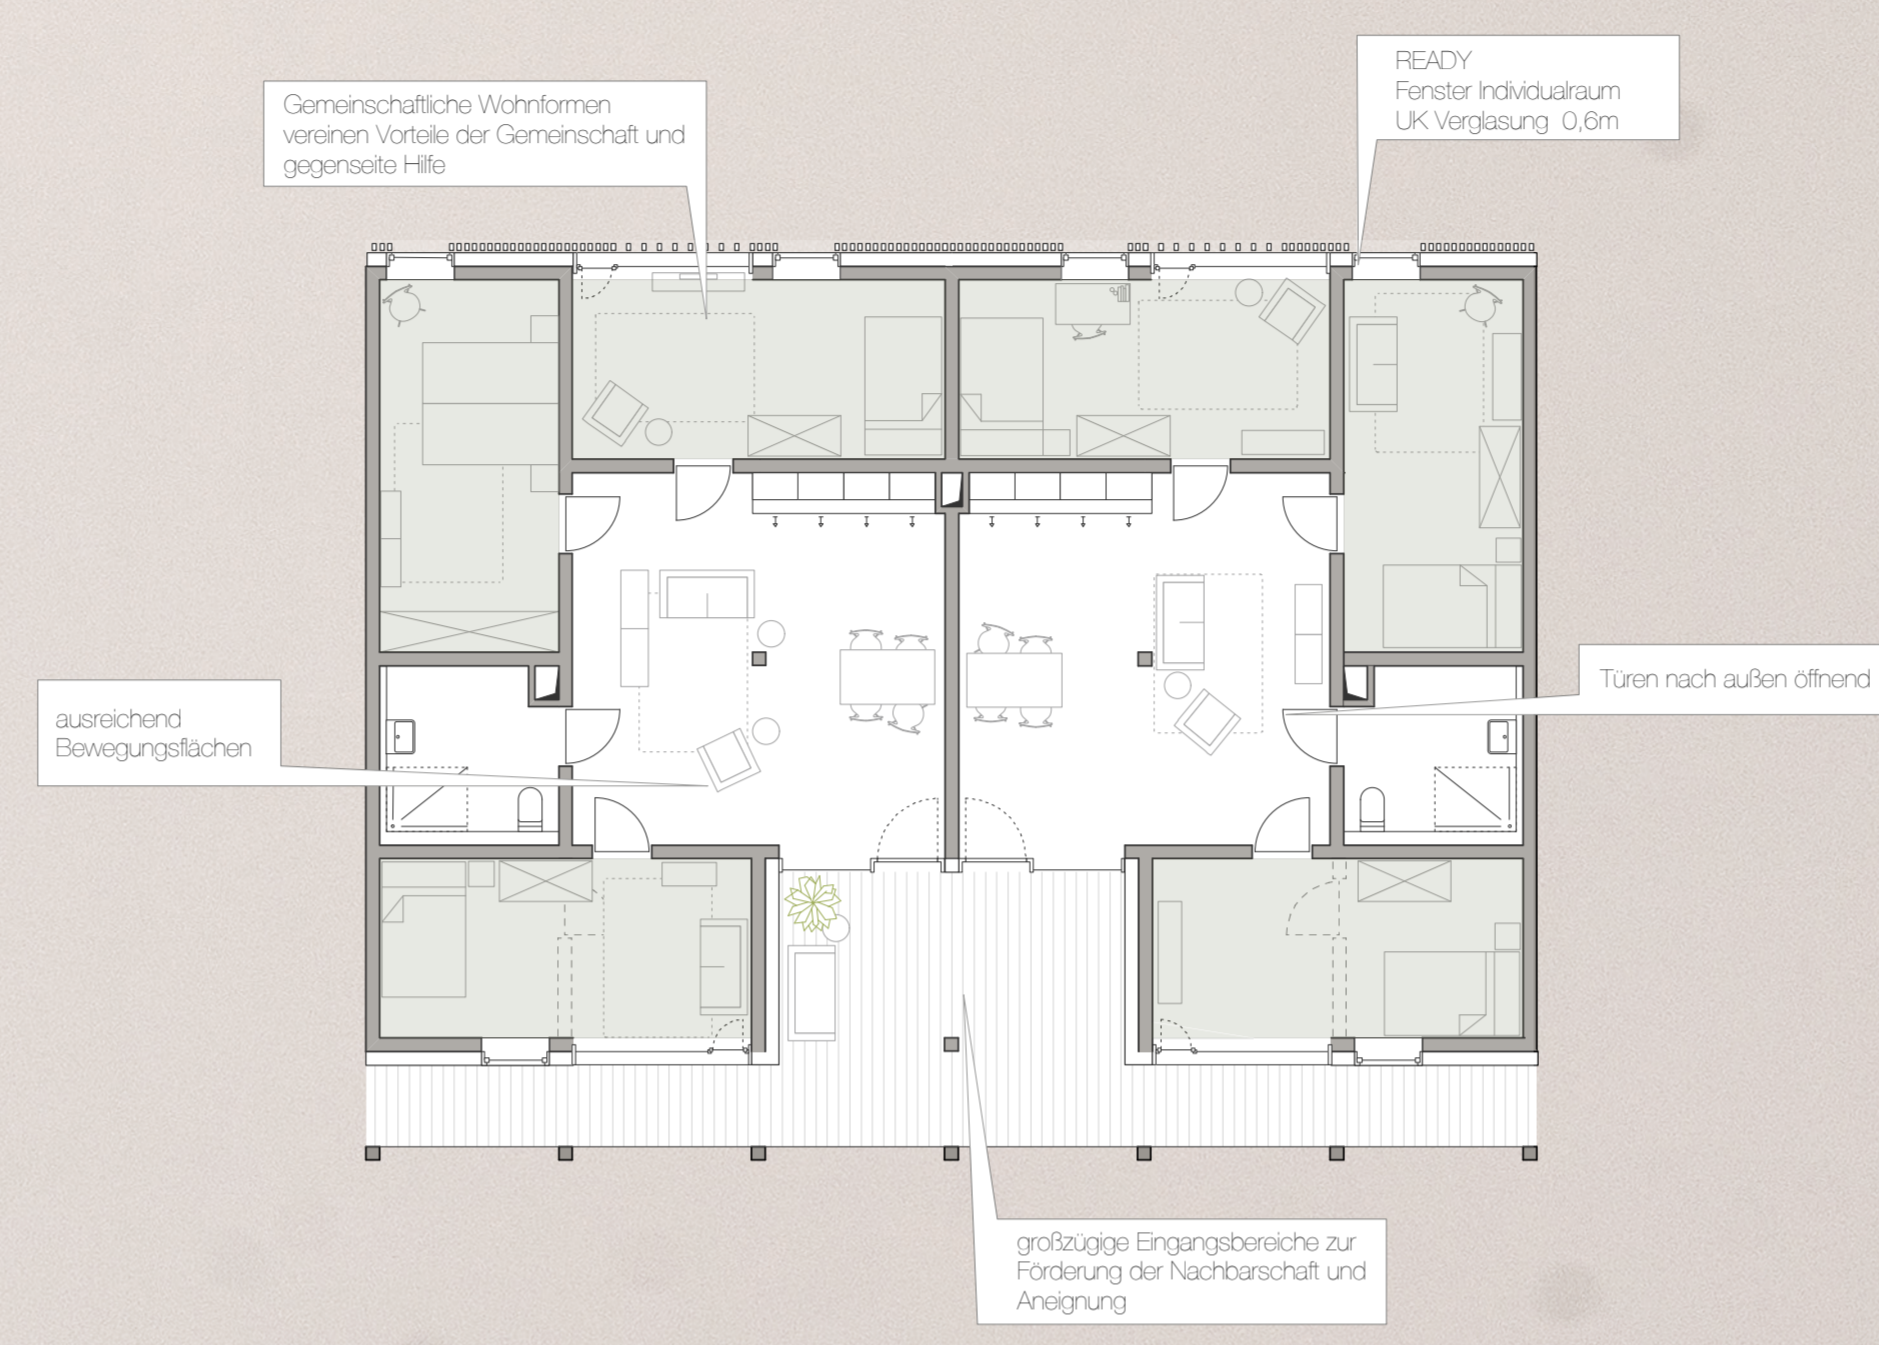 READY
Fenster Individualraum
UK Verglasung 0,6m
Gemeinschaftliche Wohnformen
vereinen Vorteile der Gemeinschaft und
gegenseite Hilfe
Türen nach außen öffnend
ausreichend
Bewegungsflächen
großzügige Eingangsbereiche zur
Förderung der Nachbarschaft und
Aneignung